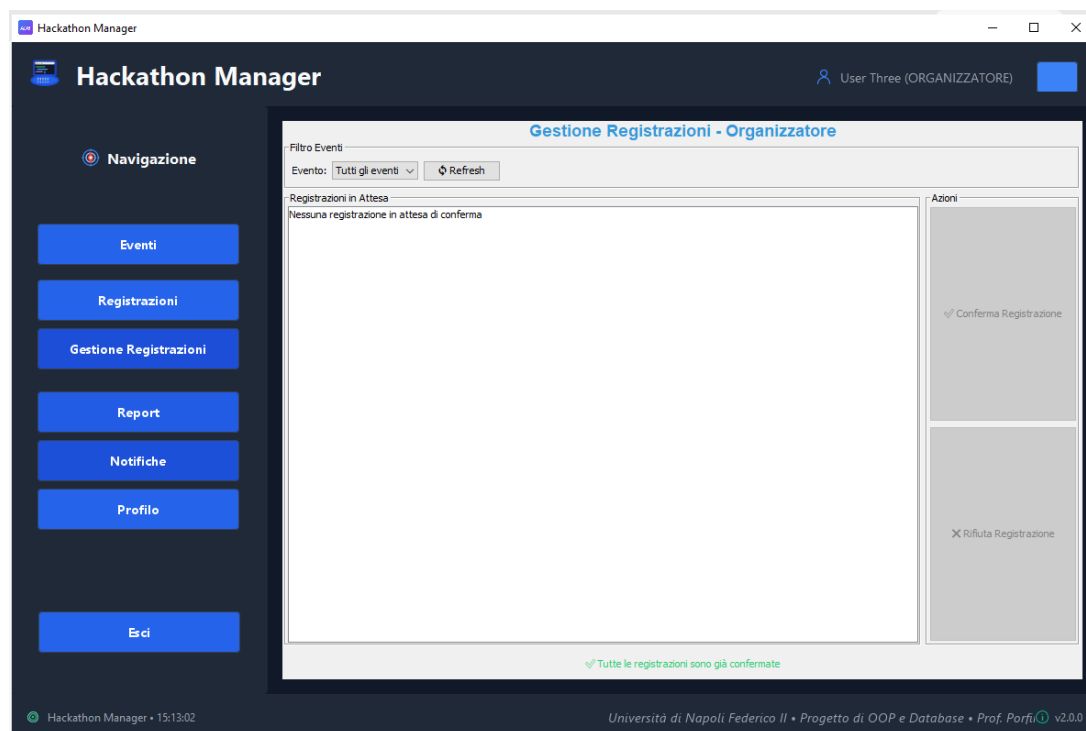 Hackathon Manager
Hackathon Manager
User Three (ORGANIZZATORE)
Navigazione
Eventi
Registrazioni
Gestione Registrazioni
Report
Notifiche
Profilo
Esci
Gestione Registrazioni - Organizzatore
Filtro Eventi
Evento: Tutti gli eventi Refresh
Registrazioni in Attesa
Nessuna registrazione in attesa di conferma
Azioni
Conferma Registrazione
Rifiuta Registrazione
Tutte le registrazioni sono già confermate
Hackathon Manager • 15:13:02
Università di Napoli Federico II • Progetto di OOP e Database • Prof. v2.0.0